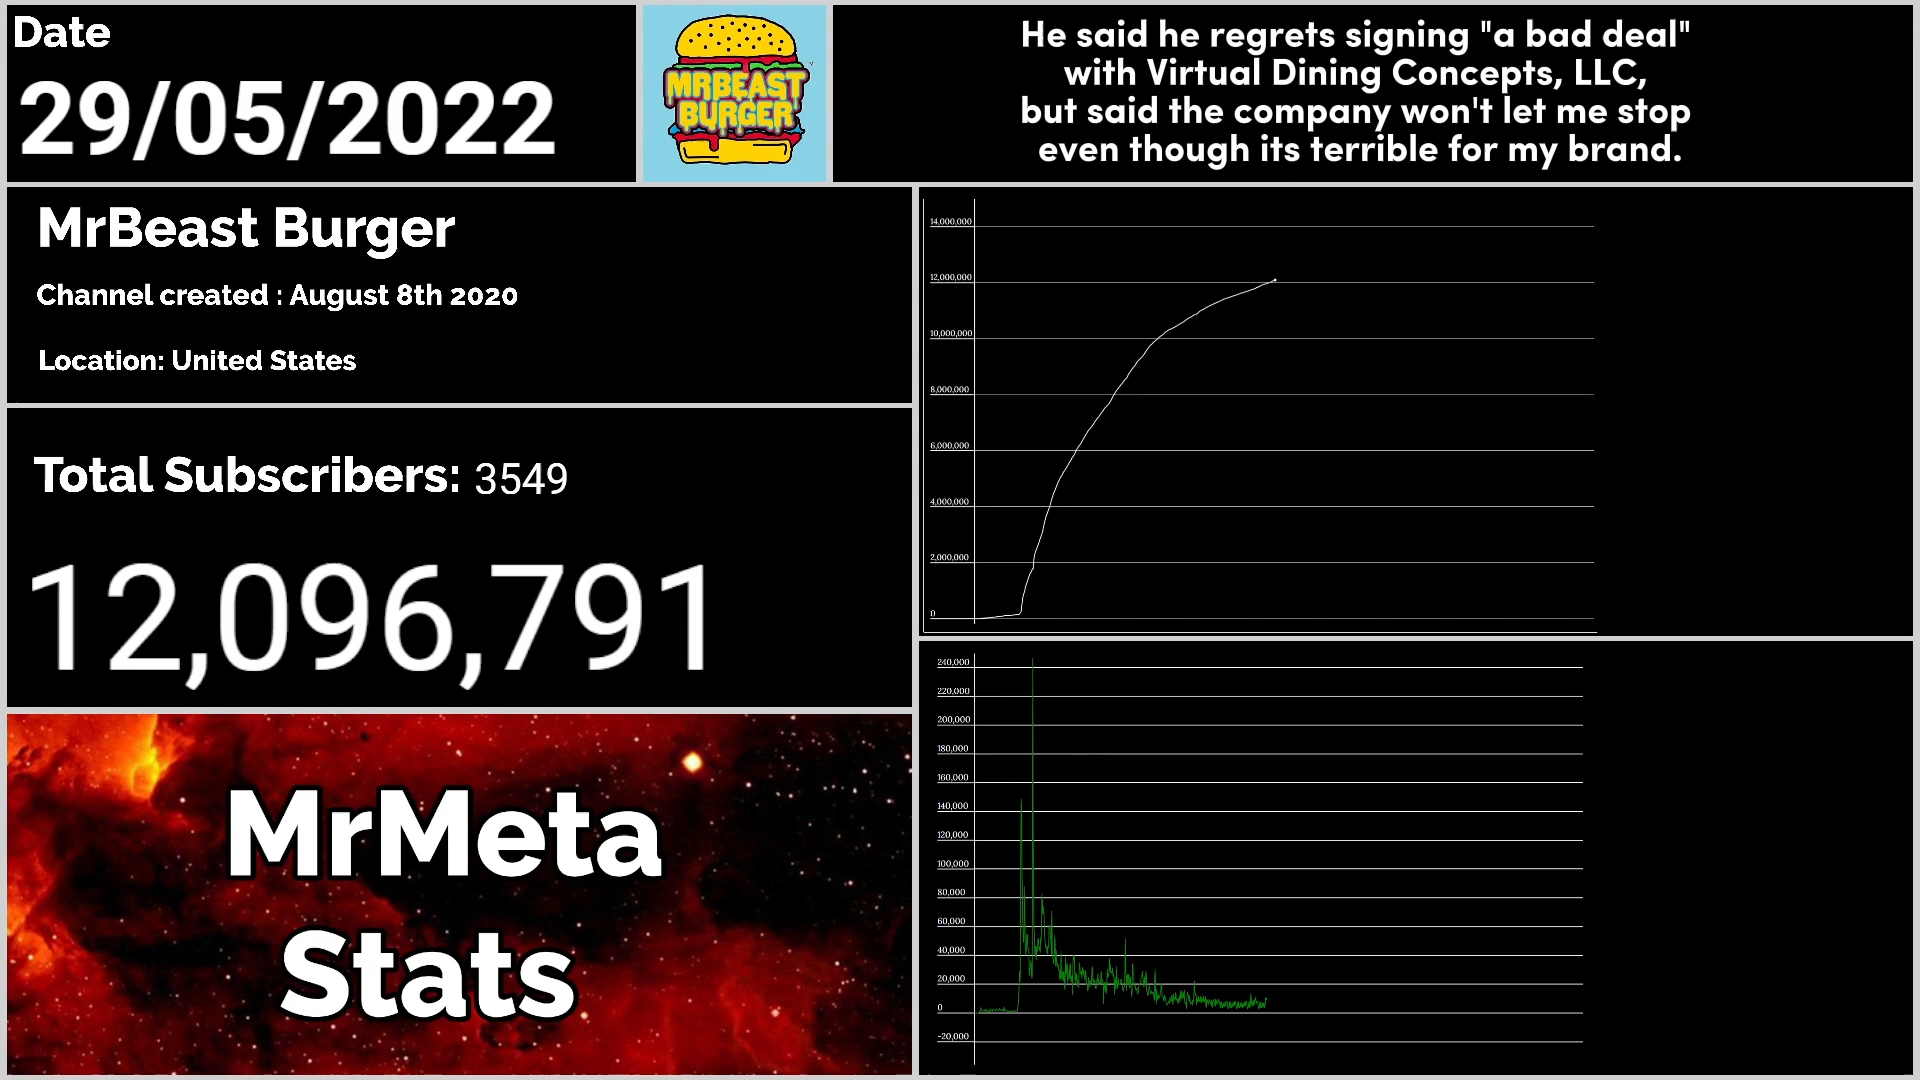 Date
29/05/2022
MRBEAST
BURGER
He said he regrets signing "a bad deal"
with Virtual Dining Concepts, LLC,
but said the company won't let me stop
even though its terrible for my brand.
MrBeast Burger
Channel created : August 8th 2020
Location: United States
Total Subscribers: 3549
12,096,791
MrMeta
Stats
14,000,000
12,000,000
10,000,000
8,000,000
6,000,000
4,000,000
2,000,000
0
240,000
220,000
200,000
180,000
160,000
140,000
120,000
100,000
80,000
60,000
40,000
20,000
0
-20,000